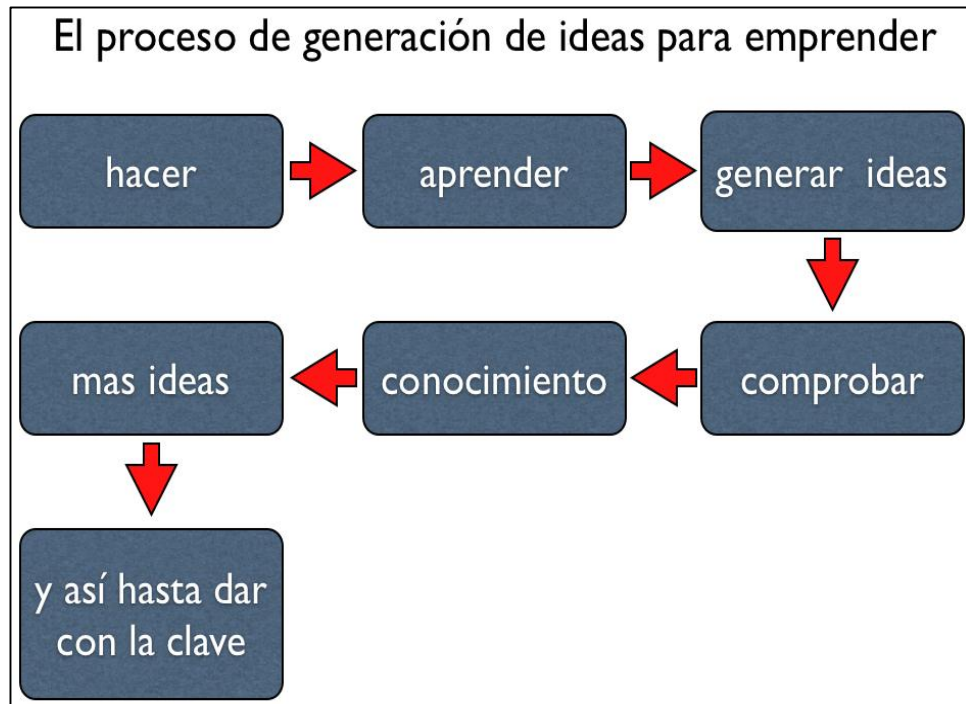 El proceso de generación de ideas para emprender
hacer
aprender
generar ideas
comprobar
conocimiento
mas ideas
y así hasta dar
con la clave